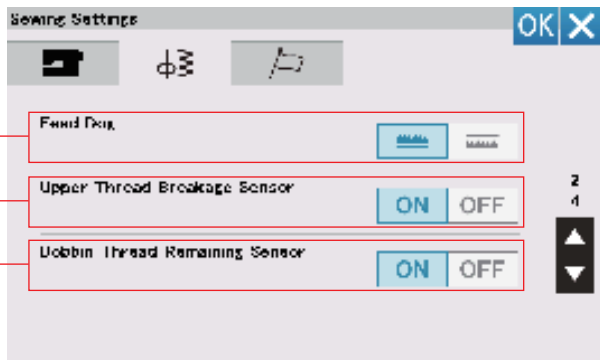 Sewing Settings
OK
Feed Dog
Upper Thread Breakage Sensor
ON OFF
Bobbin Thread Remaining Sensor
ON OFF
2
4